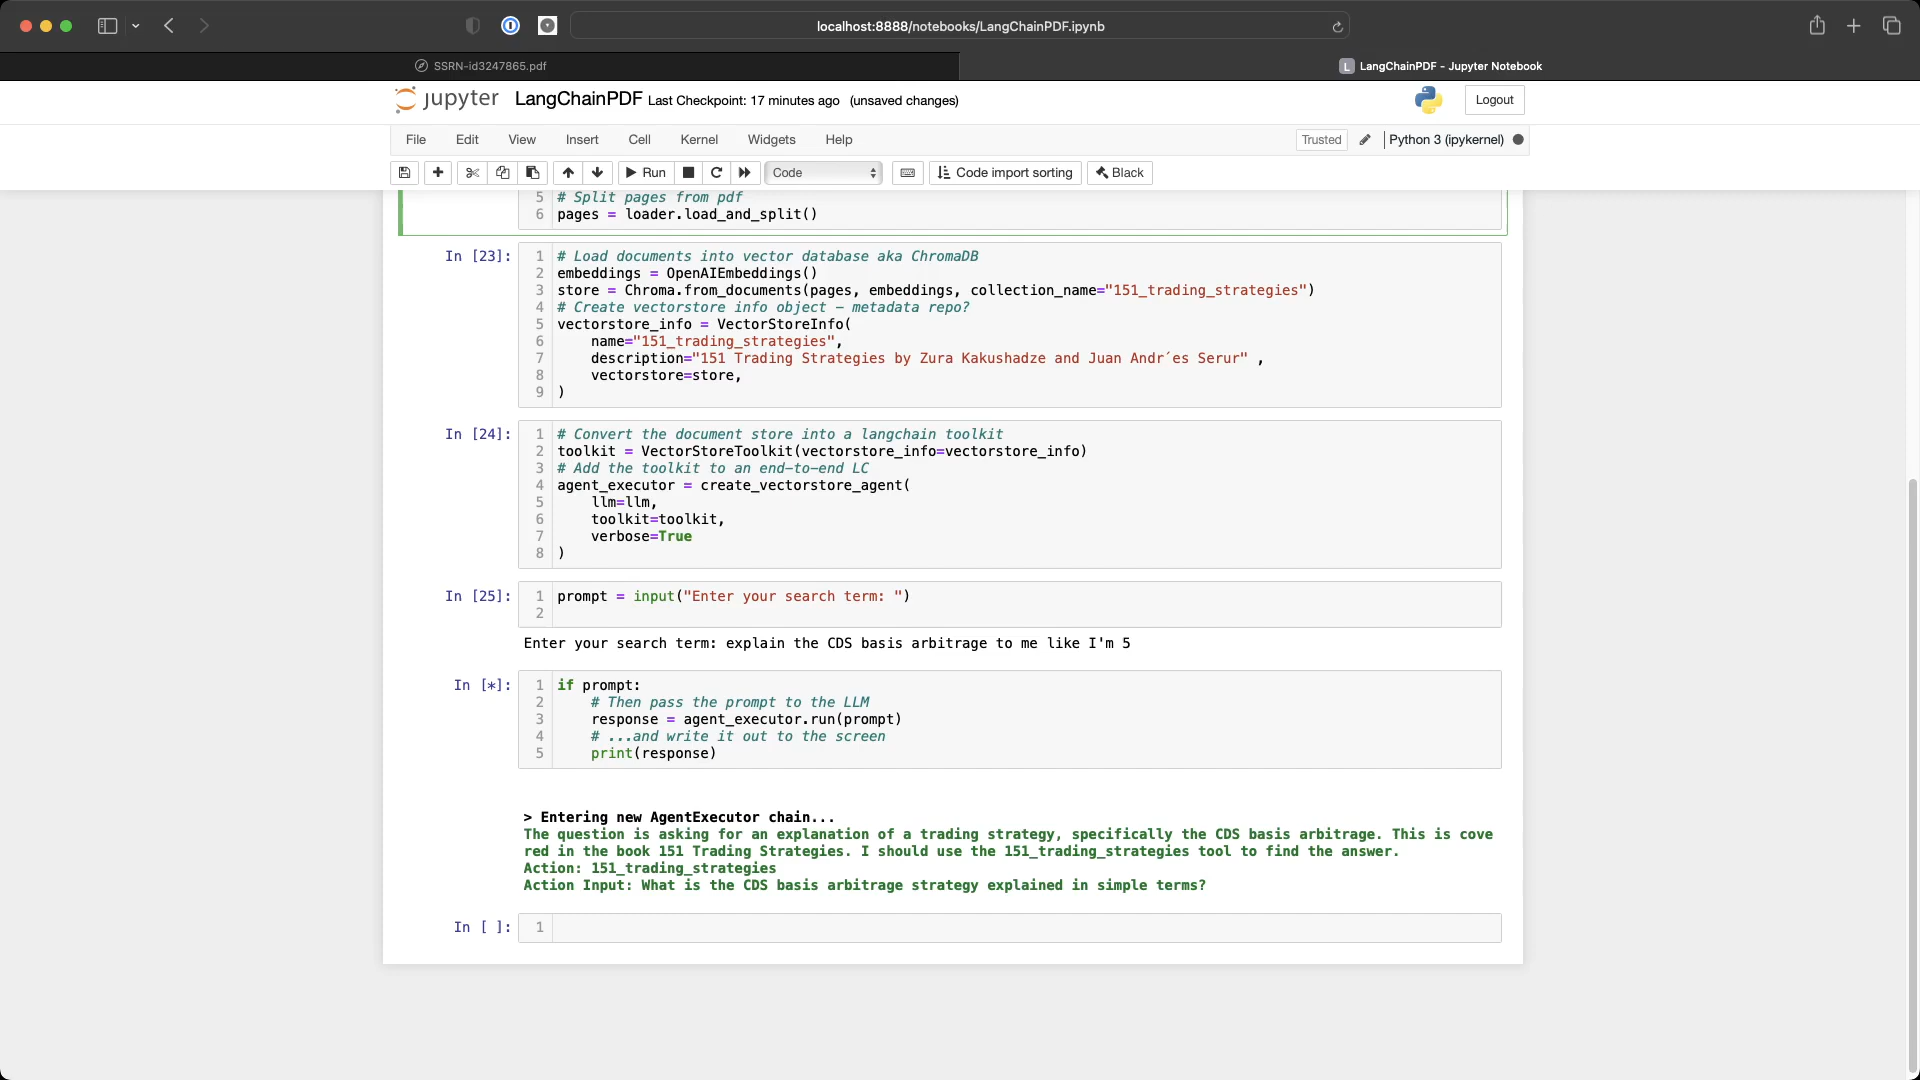 localhost:8888/notebooks/LangChainPDF.ipynb
SSRN-id3247865.pdf
L LangChainPDF - Jupyter Notebook
jupyter LangChainPDF Last Checkpoint: 17 minutes ago (unsaved changes)
Logout
File Edit View Insert Cell Kernel Widgets Help
Trusted Python 3 (ipykernel)
Run Code Code import sorting Black
5 # Split pages from pdf
6 pages = loader.load_and_split()
In [23]:
1 # Load documents into vector database aka ChromaDB
2 embeddings = OpenAIEmbeddings()
3 store = Chroma.from_documents(pages, embeddings, collection_name="151_trading_strategies")
4 # Create vectorstore info object – metadata repo?
5 vectorstore_info = VectorStoreInfo(
6     name="151_trading_strategies",
7     description="151 Trading Strategies by Zura Kakushadze and Juan Andr´es Serur" ,
8     vectorstore=store,
9 )
In [24]:
1 # Convert the document store into a langchain toolkit
2 toolkit = VectorStoreToolkit(vectorstore_info=vectorstore_info)
3 # Add the toolkit to an end-to-end LC
4 agent_executor = create_vectorstore_agent(
5     llm=llm,
6     toolkit=toolkit,
7     verbose=True
8 )
In [25]:
1 prompt = input("Enter your search term: ")
2
Enter your search term: explain the CDS basis arbitrage to me like I'm 5
In [*]:
1 if prompt:
2     # Then pass the prompt to the LLM
3     response = agent_executor.run(prompt)
4     # ...and write it out to the screen
5     print(response)
> Entering new AgentExecutor chain...
The question is asking for an explanation of a trading strategy, specifically the CDS basis arbitrage. This is cove
red in the book 151 Trading Strategies. I should use the 151_trading_strategies tool to find the answer.
Action: 151_trading_strategies
Action Input: What is the CDS basis arbitrage strategy explained in simple terms?
In [ ]:
1